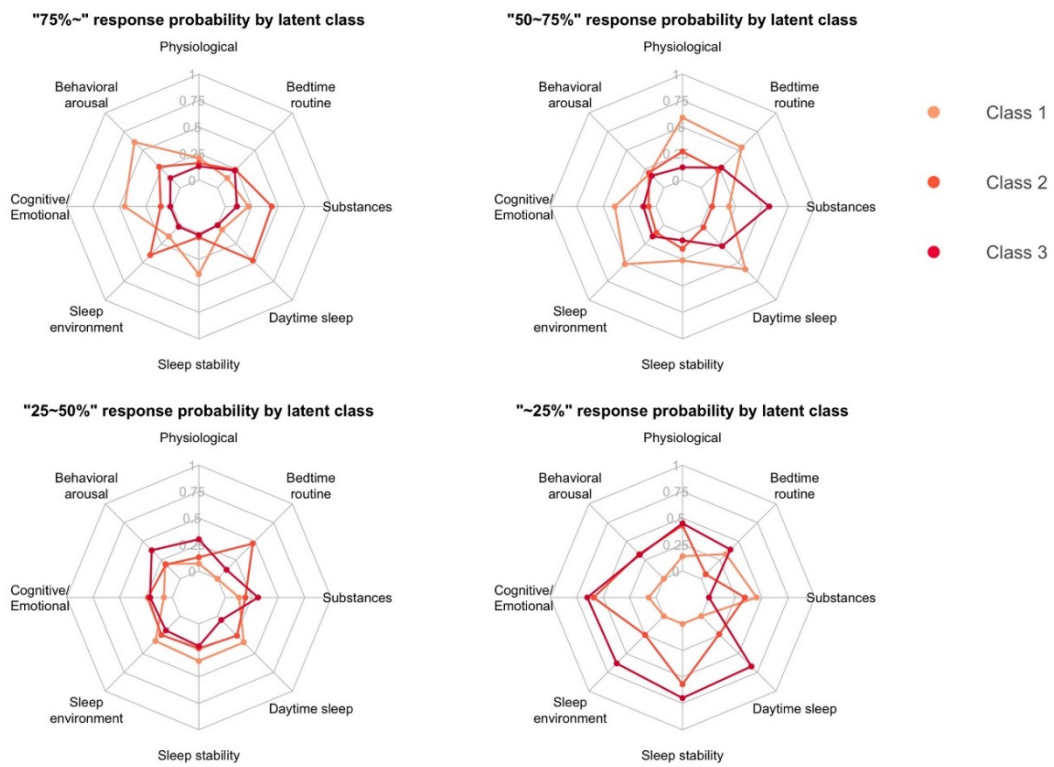 "75%~" response probability by latent class
Physiological
Behavioral
arousal
Bedtime
routine
1
0.75
0.5
0.25
0
Cognitive/
Emotional
Substances
Sleep
environment
Daytime sleep
Sleep stability
"50~75%" response probability by latent class
Physiological
Behavioral
arousal
Bedtime
routine
1
0.75
0.5
0.25
0
Cognitive/
Emotional
Substances
Sleep
environment
Daytime sleep
Sleep stability
Class 1
Class 2
Class 3
"25~50%" response probability by latent class
Physiological
Behavioral
arousal
Bedtime
routine
1
0.75
0.5
0.25
0
Cognitive/
Emotional
Substances
Sleep
environment
Daytime sleep
Sleep stability
"~25%" response probability by latent class
Physiological
Behavioral
arousal
Bedtime
routine
1
0.75
0.5
0.25
0
Cognitive/
Emotional
Substances
Sleep
environment
Daytime sleep
Sleep stability